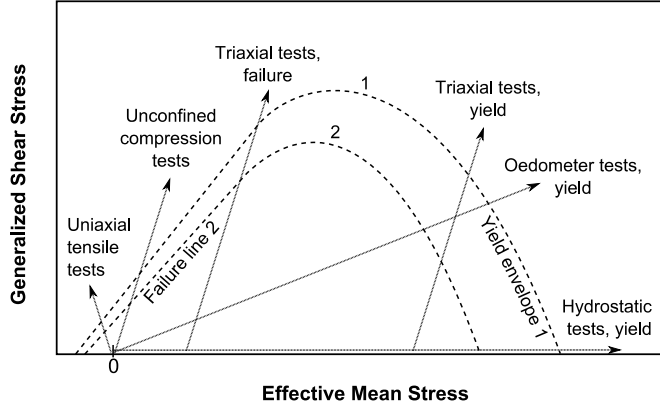 Generalized Shear Stress
Triaxial tests,
failure
1
Triaxial tests,
yield
Unconfined
compression
tests
2
Oedometer tests,
yield
Uniaxial
tensile
tests
Failure line 2
Yield envelope 1
Hydrostatic
tests, yield
0
Effective Mean Stress